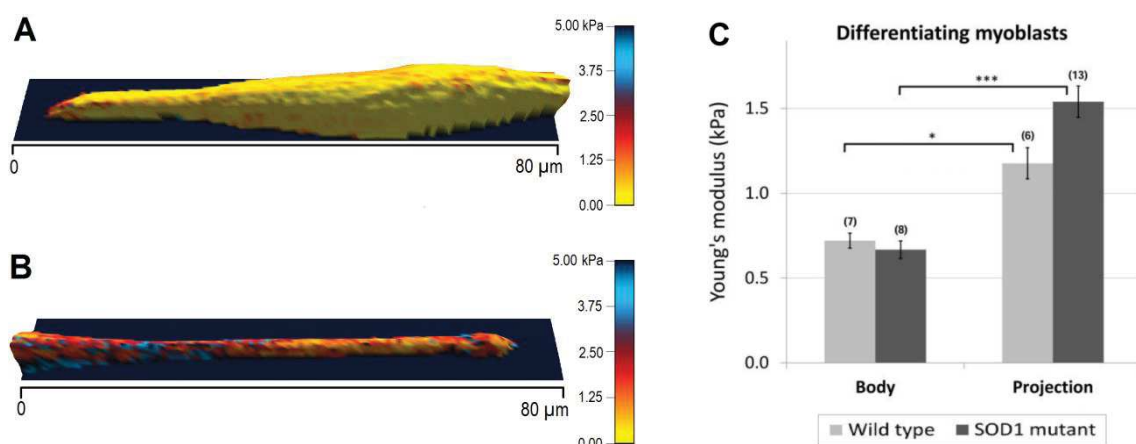 A
5.00 kPa
3.75
2.50
1.25
0.00
0
80 µm
B
5.00 kPa
3.75
2.50
1.25
0.00
0
80 µm
C
Differentiating myoblasts
Young's modulus (kPa)
1.5
1.0
0.5
0.0
***
*
(7)
(8)
(6)
(13)
Body
Projection
Wild type
SOD1 mutant